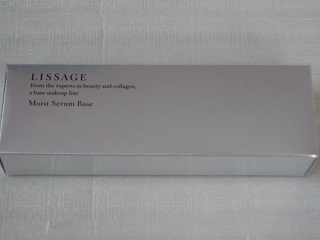 LISSAGE
From the experts in beauty and collagen,
a base makeup line
Moist Serum Base